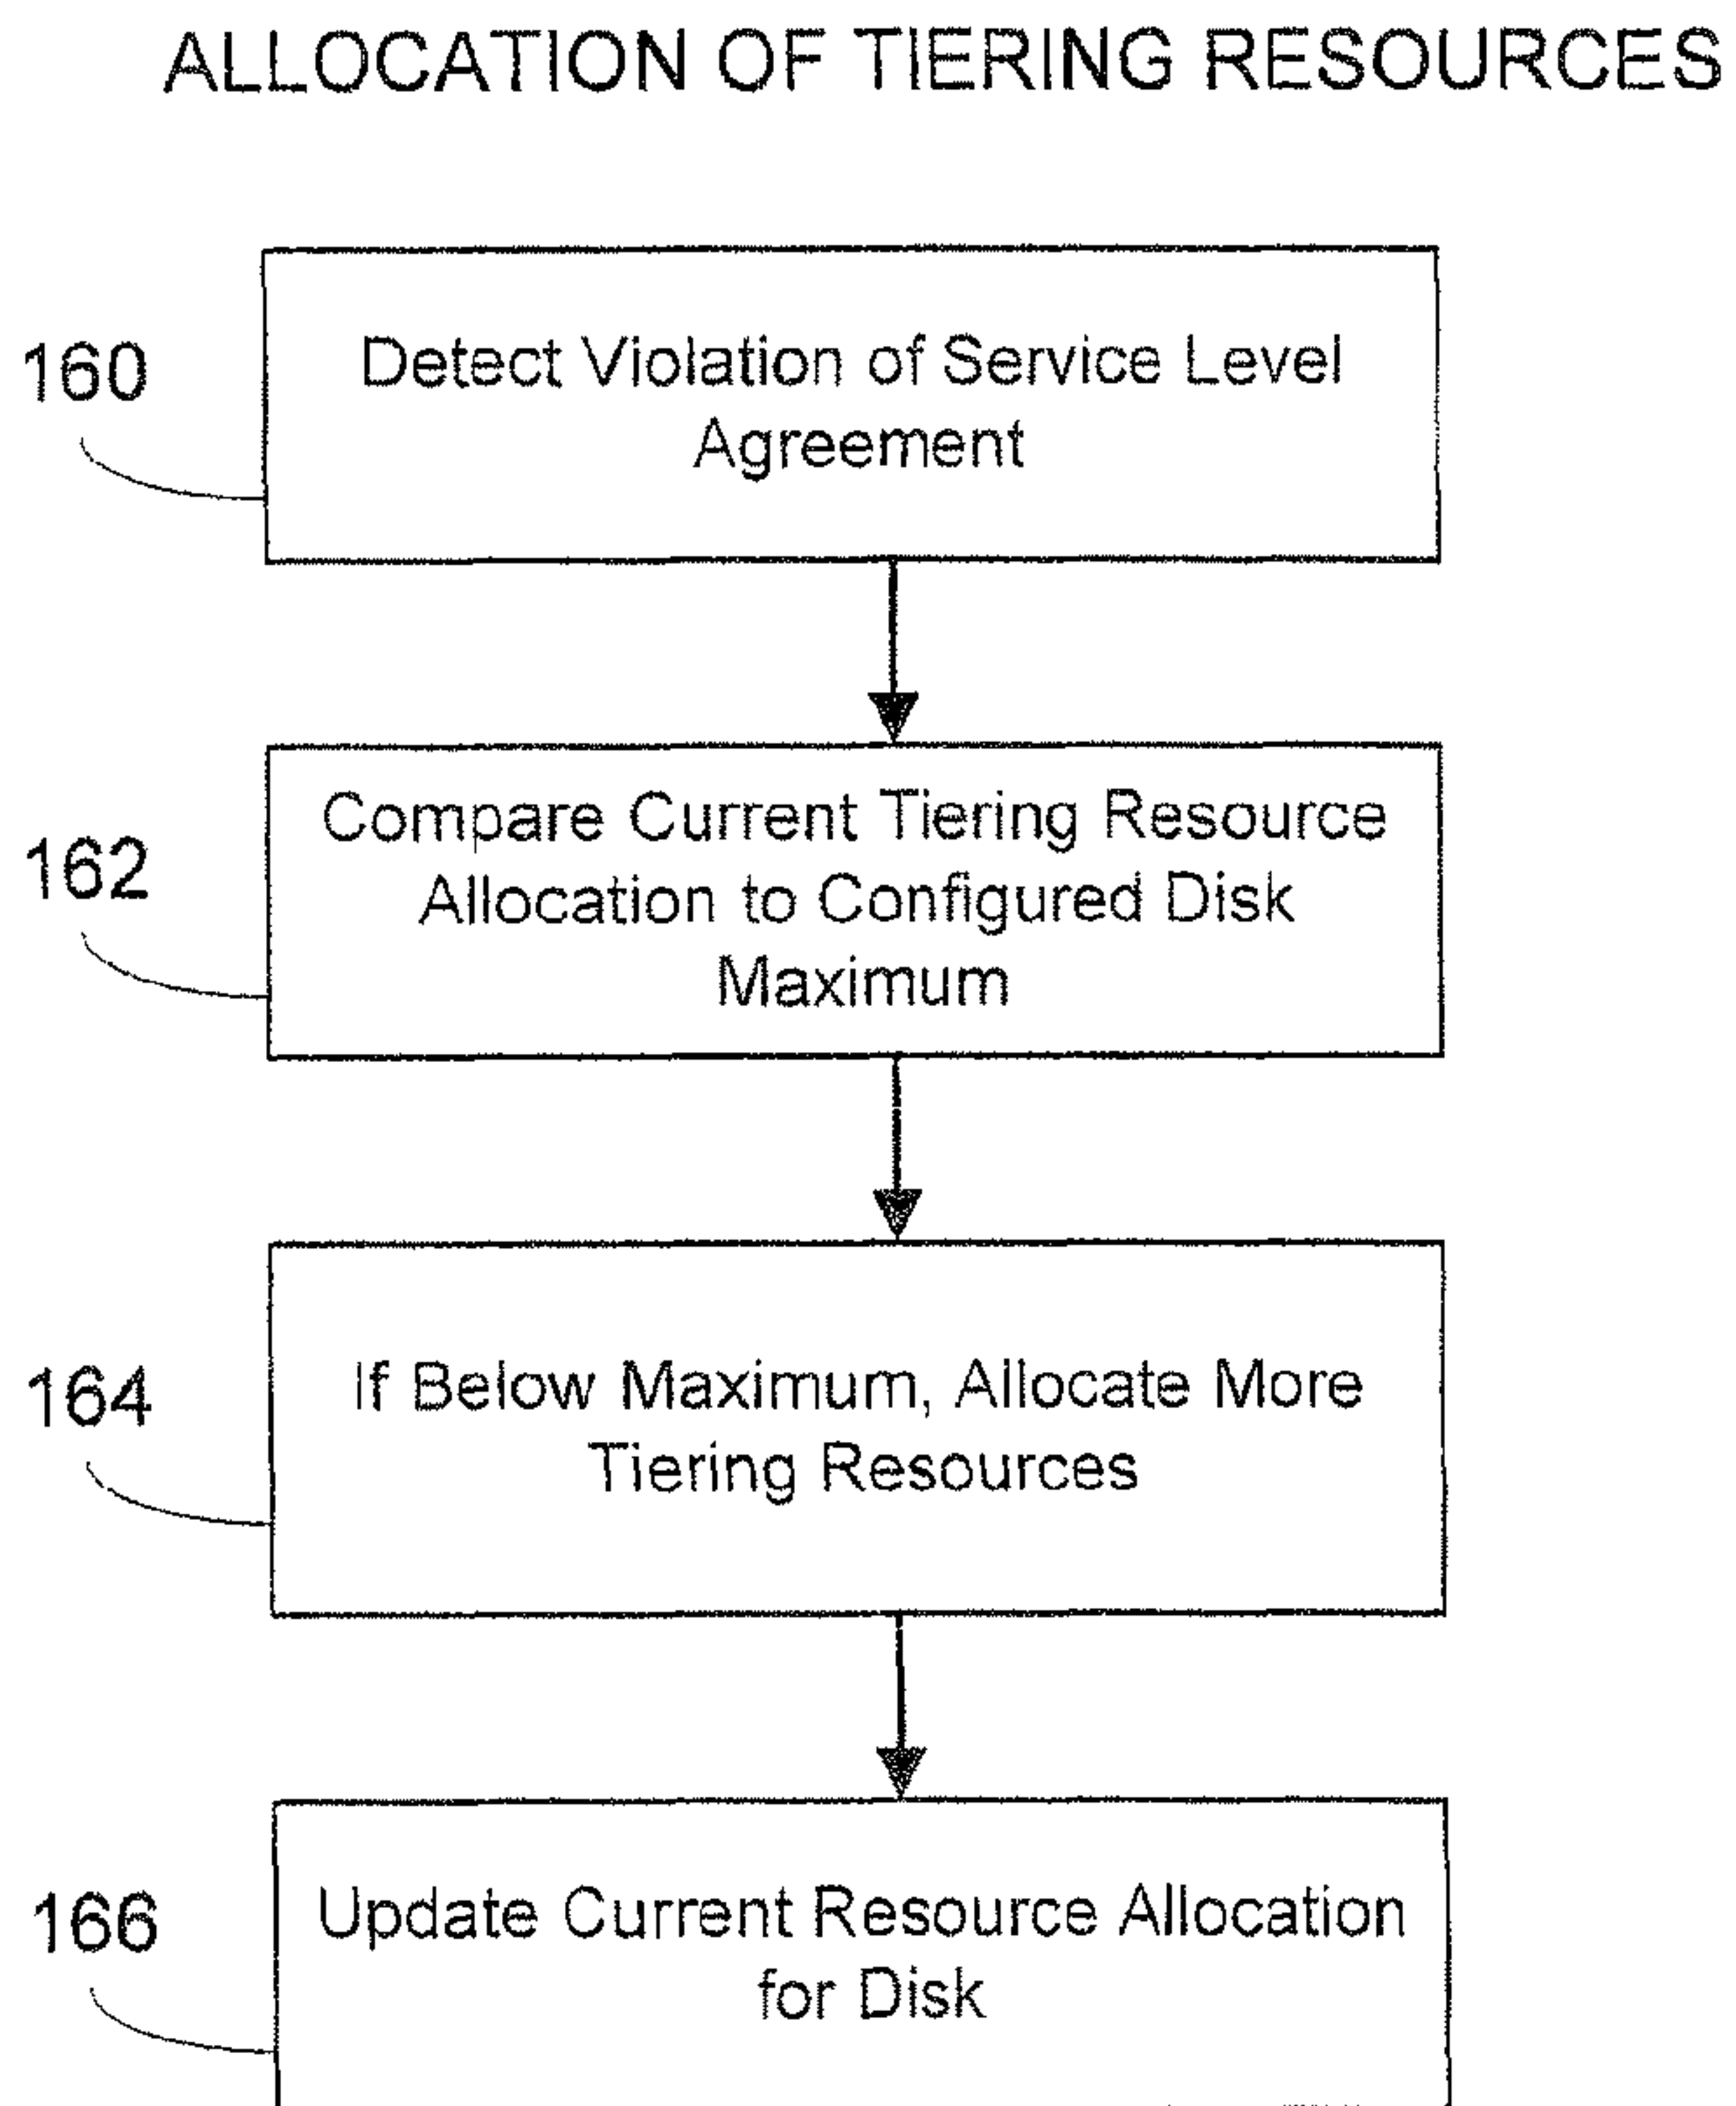 ALLOCATION OF TIERING RESOURCES
160
Detect Violation of Service Level
Agreement
162
Compare Current Tiering Resource
Allocation to Configured Disk
Maximum
164
If Below Maximum, Allocate More
Tiering Resources
166
Update Current Resource Allocation
for Disk